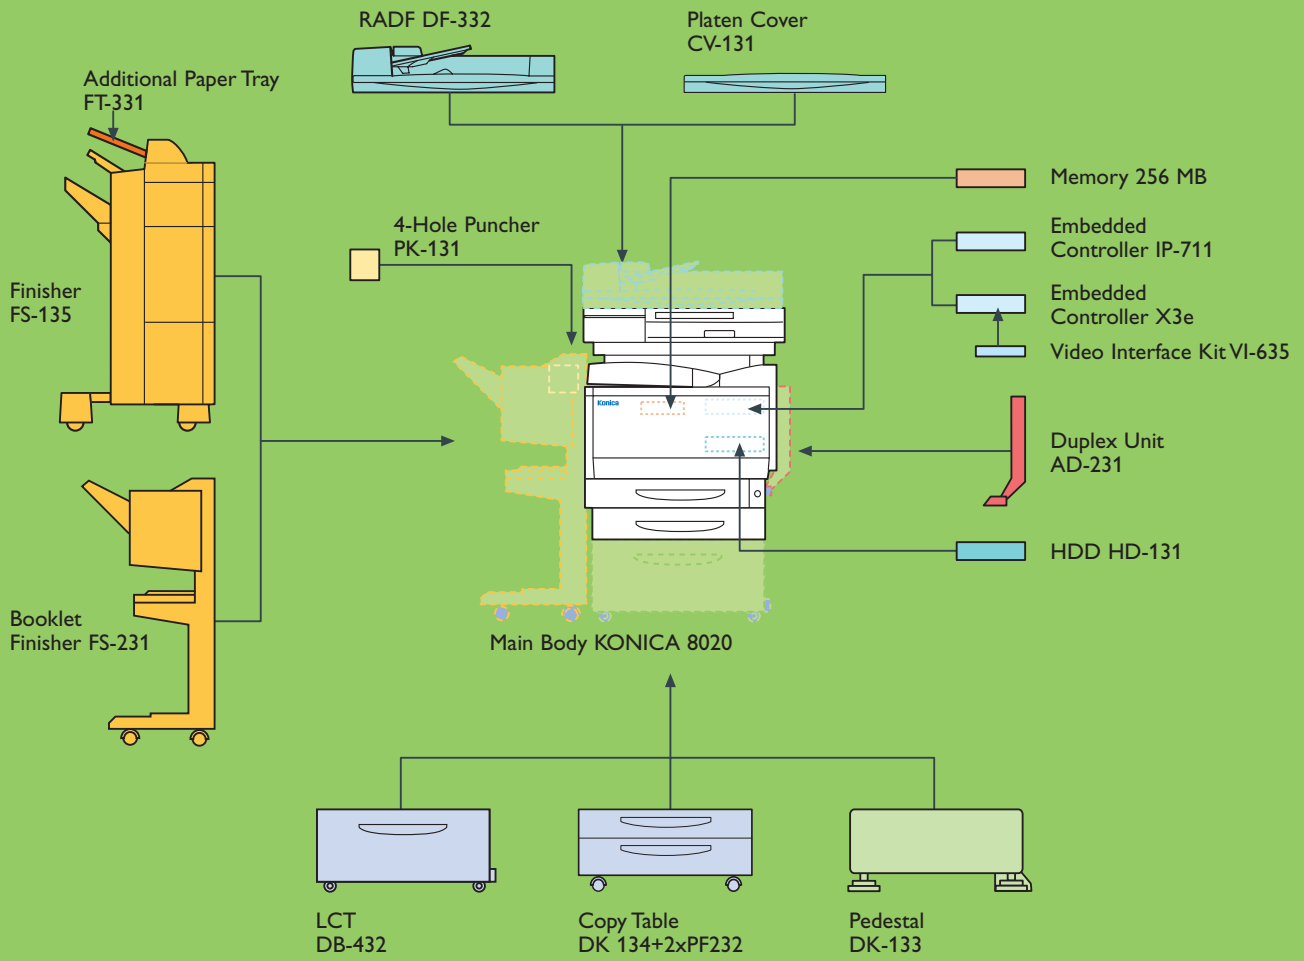 RADF DF-332
Platen Cover
CV-131
Additional Paper Tray
FT-331
Memory 256 MB
4-Hole Puncher
PK-131
Embedded
Controller IP-711
Finisher
FS-135
Embedded
Controller X3e
Video Interface Kit VI-635
Konica
Duplex Unit
AD-231
HDD HD-131
Booklet
Finisher FS-231
Main Body KONICA 8020
LCT
DB-432
Copy Table
DK 134+2xPF232
Pedestal
DK-133